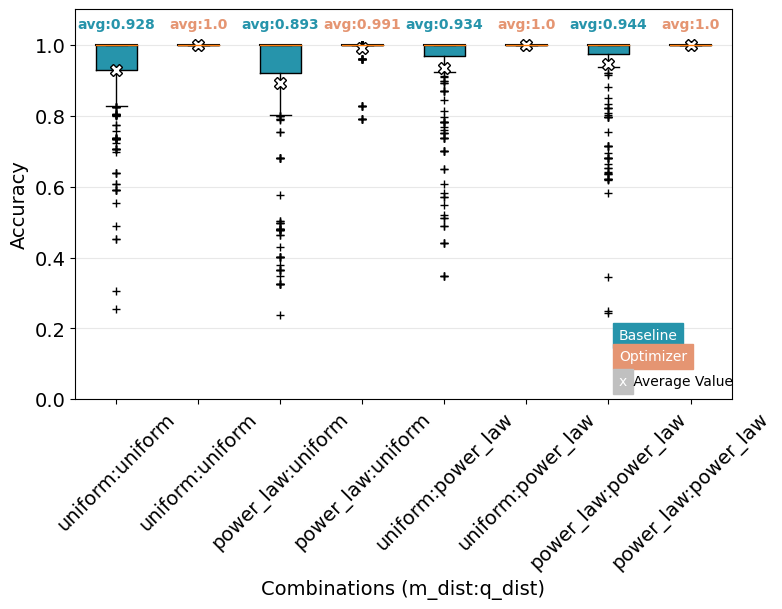 avg:0.928 avg:1.0 avg:0.893 avg:0.991 avg:0.934 avg:1.0 avg:0.944 avg:1.0
1.0
0.8
0.6
0.4
0.2
0.0
Accuracy
Baseline
Optimizer
x Average Value
uniform:uniform
uniform:uniform
power_law:uniform
power_law:uniform
uniform:power_law
uniform:power_law
power_law:power_law
power_law:power_law
Combinations (m_dist:q_dist)